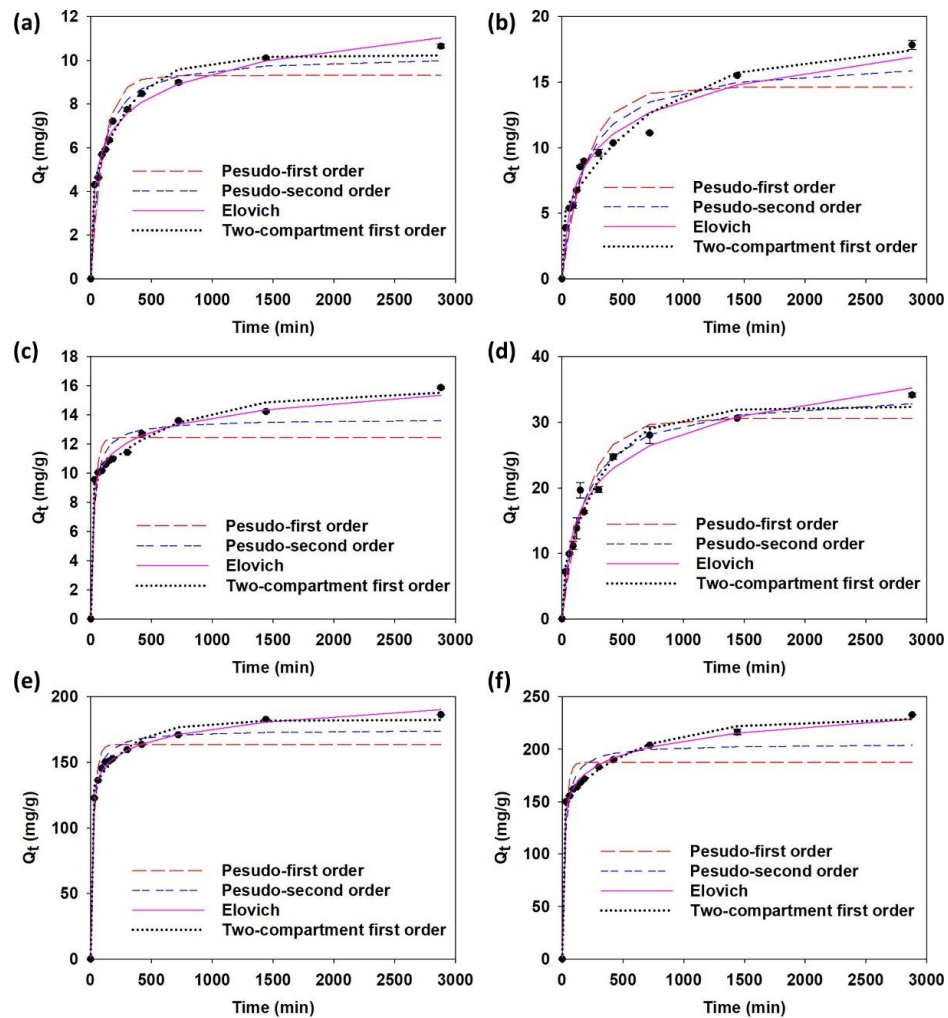 (a)
12
10
8
6
4
2
0
Qt (mg/g)
Pesudo-first order
Pesudo-second order
Elovich
Two-compartment first order
0 500 1000 1500 2000 2500 3000
Time (min)
(b)
20
15
10
5
0
Qt (mg/g)
Pesudo-first order
Pesudo-second order
Elovich
Two-compartment first order
0 500 1000 1500 2000 2500 3000
Time (min)
(c)
18
16
14
12
10
8
6
4
2
0
Qt (mg/g)
Pesudo-first order
Pesudo-second order
Elovich
Two-compartment first order
0 500 1000 1500 2000 2500 3000
Time (min)
(d)
40
30
20
10
0
Qt (mg/g)
Pesudo-first order
Pesudo-second order
Elovich
Two-compartment first order
0 500 1000 1500 2000 2500 3000
Time (min)
(e)
200
150
100
50
0
Qt (mg/g)
Pesudo-first order
Pesudo-second order
Elovich
Two-compartment first order
0 500 1000 1500 2000 2500 3000
Time (min)
(f)
250
200
150
100
50
0
Qt (mg/g)
Pesudo-first order
Pesudo-second order
Elovich
Two-compartment first order
0 500 1000 1500 2000 2500 3000
Time (min)